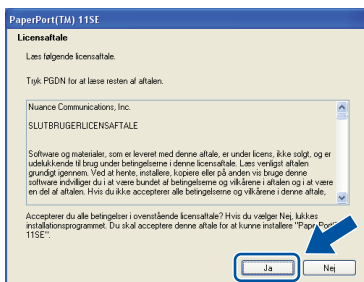 PaperPort(TM) 11SE
Licensaftale
Læs følgende licensaftale.
Tryk PGDN for at læse resten af aftalen.
Nuance Communications, Inc.
SLUTBRUGERLICENSAFTALE
Software og materialer, som er leveret med denne aftale, er under licens, ikke solgt, og er
udelukkende til brug under betingelserne i denne licensaftale. Læs venligst aftalen
grundigt igennem. Ved at hente, installere, kopiere eller på anden vis bruge denne
software indvilliger du i at være bundet af betingelserne og vilkårene i aftalen og i at være
en del af aftalen. Hvis du ikke accepterer alle betingelser og vilkårene i denne aftale,
Accepterer du alle betingelser i ovenstående licensaftale? Hvis du vælger Nej, lukkes
installationsprogrammet. Du skal acceptere denne aftale for at kunne installere "PaperPort(
11SE".
Ja
Nej